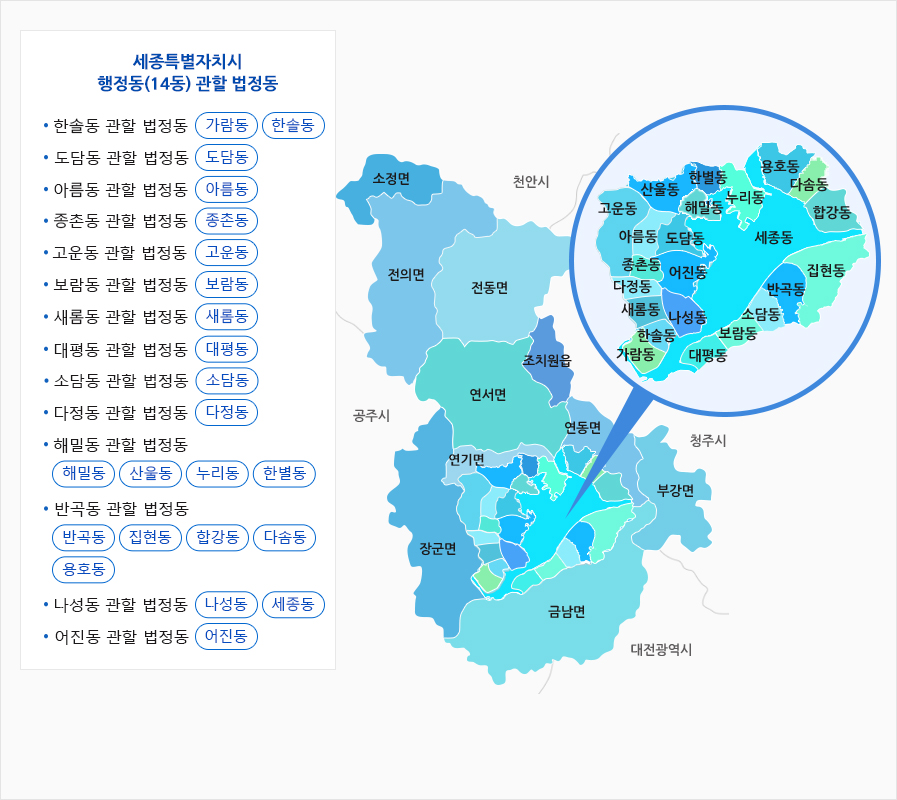 세종특별자치시
행정동(14동) 관할 법정동
• 한솔동 관할 법정동 가람동 한솔동
• 도담동 관할 법정동 도담동
• 아름동 관할 법정동 아름동
• 종촌동 관할 법정동 종촌동
• 고운동 관할 법정동 고운동
• 보람동 관할 법정동 보람동
• 새롬동 관할 법정동 새롬동
• 대평동 관할 법정동 대평동
• 소담동 관할 법정동 소담동
• 다정동 관할 법정동 다정동
• 해밀동 관할 법정동
해밀동 산울동 누리동 한별동
• 반곡동 관할 법정동
반곡동 집현동 합강동 다솜동
용호동
• 나성동 관할 법정동 나성동 세종동
• 어진동 관할 법정동 어진동
소정면
천안시
전의면
전동면
조치원읍
연서면
공주시
연동면
청주시
연기면
부강면
장군면
금남면
대전광역시
용호동
한별동
다솜동
산울동
누리동
고운동
해밀동
합강동
아름동
도담동
세종동
종촌동
어진동
집현동
다정동
반곡동
새롬동
나성동
소담동
한솔동
보람동
가람동
대평동